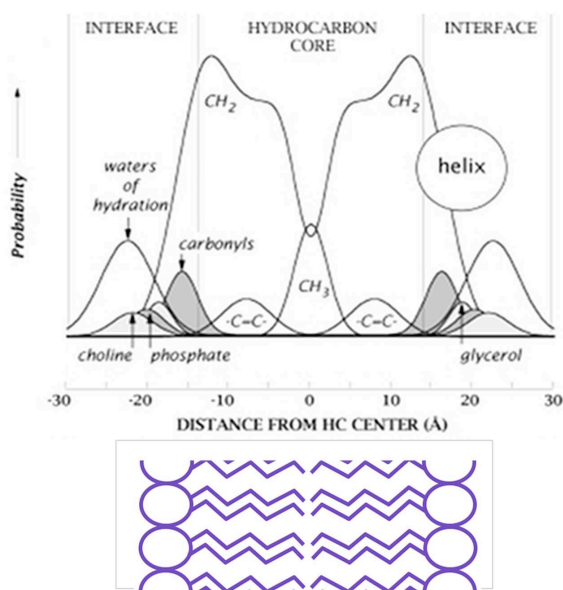 INTERFACE
HYDROCARBON
CORE
INTERFACE
CH2
CH2
helix
waters
of
hydration
carbonyls
CH3
-C=C-
-C=C-
choline
phosphate
glycerol
Probability
-30 -20 -10 0 10 20 30
DISTANCE FROM HC CENTER (Å)